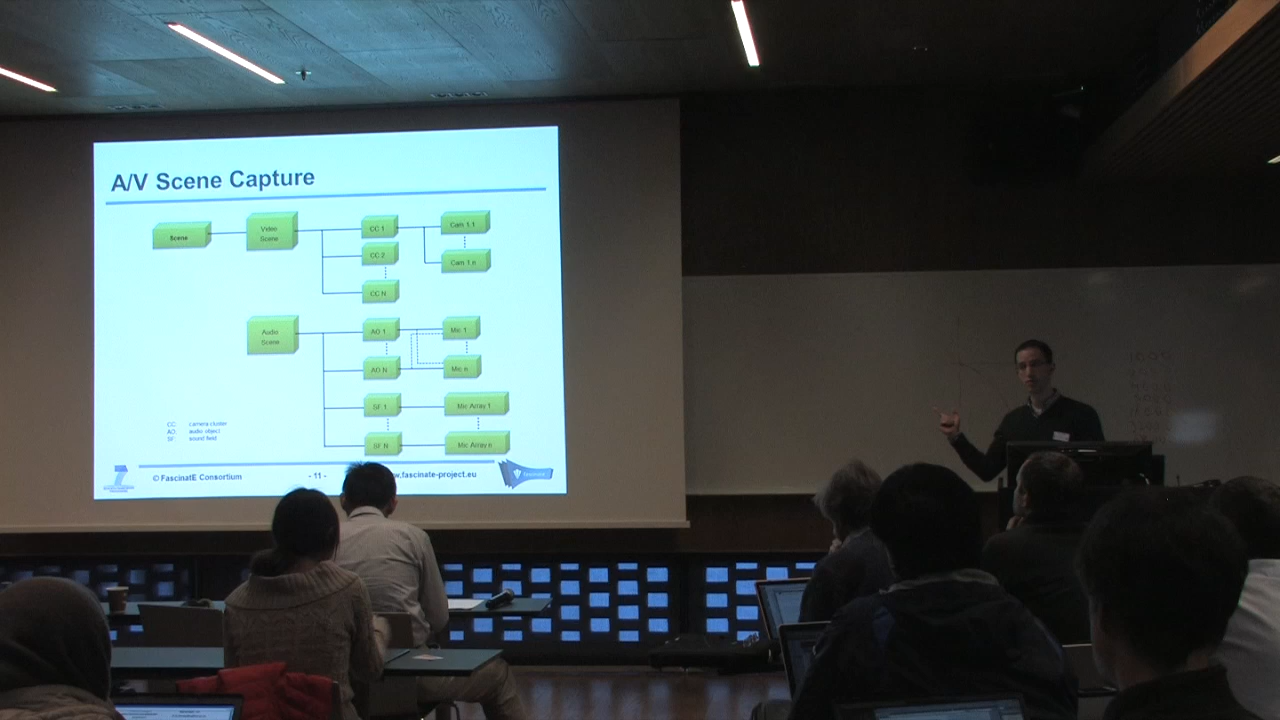 A/V Scene Capture
Scene
Video
Scene
CC 1
CC 2
CC N
Cam 1.1
Cam 1.n
Audio
Scene
AO 1
AO N
SF 1
SF N
Mic 1
Mic n
Mic Array 1
Mic Array n
CC: camera cluster
AO: audio object
SF: sound field
© FascinatE Consortium
- 11 -
www.fascinate-project.eu
fascinate